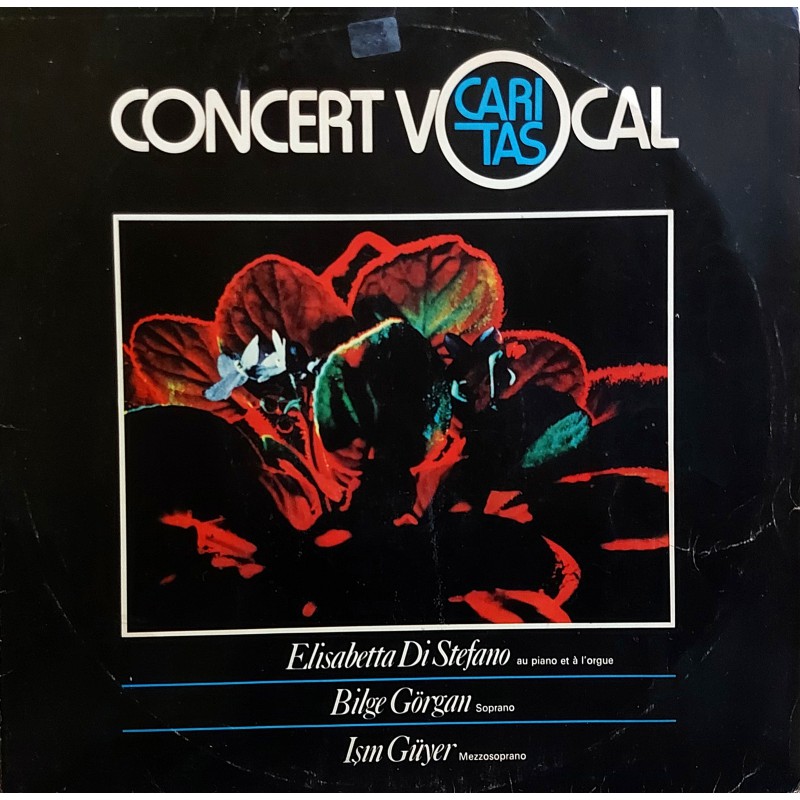 CONCERT VOCAL
CARI
TAS
Elisabetta Di Stefano au piano et à l'orgue
Bilge Görgan Soprano
Işın Güyer Mezzosoprano